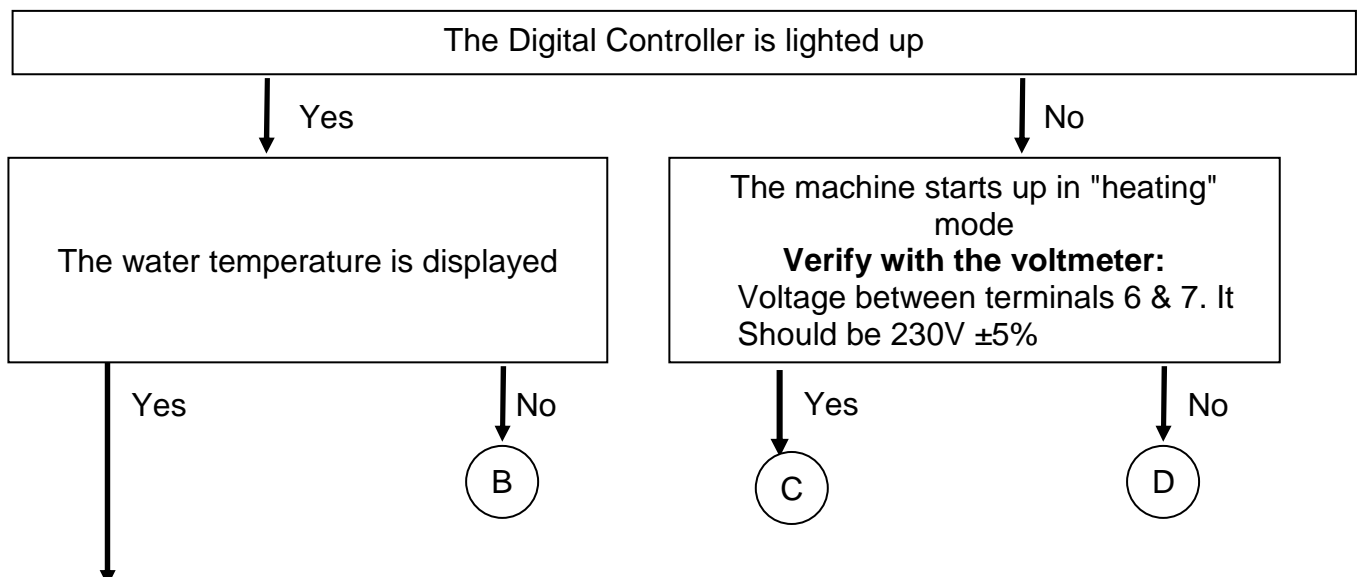 The Digital Controller is lighted up
Yes
No
The water temperature is displayed
The machine starts up in "heating"
mode
Verify with the voltmeter:
Voltage between terminals 6 & 7. It
Should be 230V ±5%
Yes
No
Yes
No
B
C
D